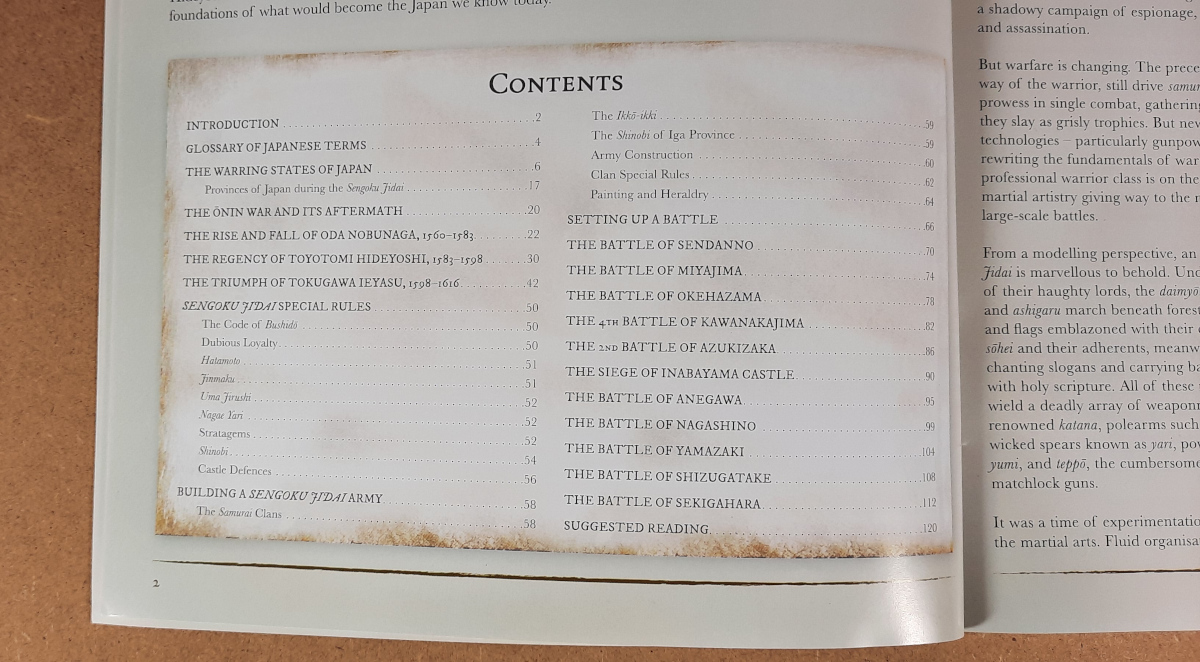 foundations of what would become the Japan we know today.
CONTENTS
INTRODUCTION 2
GLOSSARY OF JAPANESE TERMS 4
THE WARRING STATES OF JAPAN 6
Provinces of Japan during the Sengoku Jidai 17
THE ŌNIN WAR AND ITS AFTERMATH 20
THE RISE AND FALL OF ODA NOBUNAGA, 1560–1583 22
THE REGENCY OF TOYOTOMI HIDEYOSHI, 1583–1598 30
THE TRIUMPH OF TOKUGAWA IEYASU, 1598–1616 42
SENGOKU JIDAI SPECIAL RULES 50
The Code of Bushidō 50
Dubious Loyalty 50
Hatamoto 51
Jinmaku 51
Uma Jirushi 52
Nagae Yari 52
Stratagems 52
Shinobi 54
Castle Defences 56
BUILDING A SENGOKU JIDAI ARMY 58
The Samurai Clans 58
The Ikkō-ikki 59
The Shinobi of Iga Province 59
Army Construction 60
Clan Special Rules 62
Painting and Heraldry 64
SETTING UP A BATTLE 66
THE BATTLE OF SENDANNO 70
THE BATTLE OF MIYAJIMA 74
THE BATTLE OF OKEHAZAMA 78
THE 4TH BATTLE OF KAWANAKAJIMA 82
THE 2ND BATTLE OF AZUKIZAKA 86
THE SIEGE OF INABAYAMA CASTLE 90
THE BATTLE OF ANEGAWA 95
THE BATTLE OF NAGASHINO 99
THE BATTLE OF YAMAZAKI 104
THE BATTLE OF SHIZUGATAKE 108
THE BATTLE OF SEKIGAHARA 112
SUGGESTED READING 120
2
a shadowy campaign of espionage,
and assassination.
But warfare is changing. The prece
way of the warrior, still drive samur
prowess in single combat, gathering
they slay as grisly trophies. But new
technologies – particularly gunpow
rewriting the fundamentals of war
professional warrior class is on the
martial artistry giving way to the
large-scale battles.
From a modelling perspective, an
Jidai is marvellous to behold. Und
of their haughty lords, the daimyō
and ashigaru march beneath forest
and flags emblazoned with their
sōhei and their adherents, meanw
chanting slogans and carrying ba
with holy scripture. All of these
wield a deadly array of weaponr
renowned katana, polearms such
wicked spears known as yari, pow
yumi, and teppō, the cumbersome
matchlock guns.
It was a time of experimentatio
the martial arts. Fluid organisa